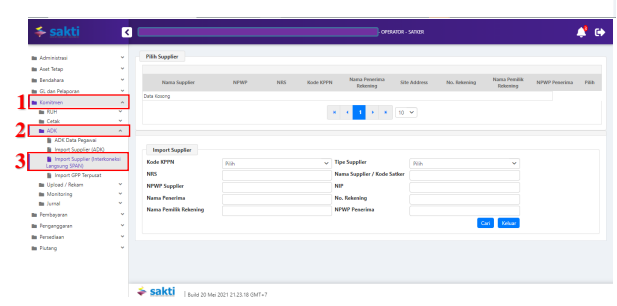 sakti
- OPERATOR - SATKER
Administrasi
Aset Tetap
Bendahara
GL dan Pelaporan
1
Komitmen
RUH
Cetak
2
ADK
ADK Data Pegawai
Import Supplier (ADK)
3
Import Supplier (Interkoneksi
Langsung SPAN)
Import GPP Terpusat
Upload / Rekam
Monitoring
Jurnal
Pembayaran
Penganggaran
Persediaan
Piutang
Pilih Supplier
Nama Supplier NPWP NRS Kode KPPN Nama Penerima Rekening Site Address No. Rekening Nama Pemilik Rekening NPWP Penerima Pilih
Data Kosong
« 1 » 10
Import Supplier
Kode KPPN Pilih Tipe Supplier Pilih
NRS Nama Supplier / Kode Satker
NPWP Supplier NIP
Nama Penerima No. Rekening
Nama Pemilik Rekening NPWP Penerima
Cari Keluar
sakti [ Build 20 Mei 2021 21:23:18 GMT+7